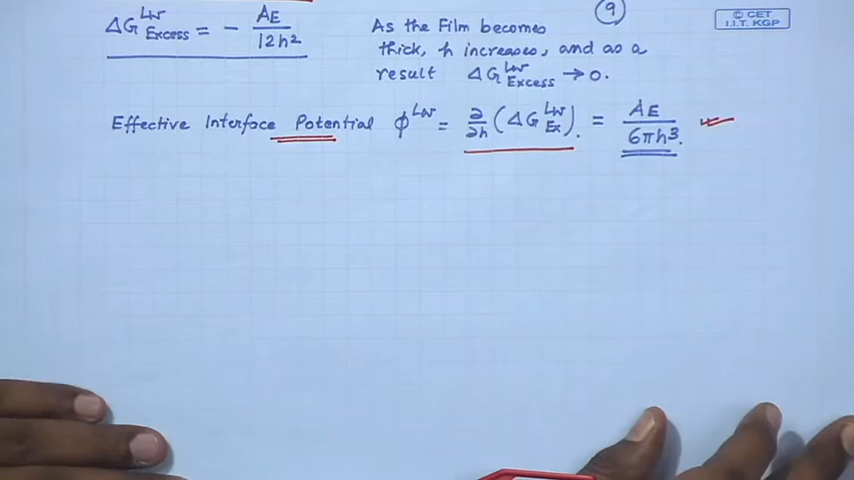 ΔG^LW_Excess = - A_E / 12h²
As the Film becomes
thick, h increases, and as a
result ΔG^LW_Excess → 0.
9
© CET
I.I.T. KGP
Effective Interface Potential ϕ^LW = ∂/∂h (ΔG^LW_Ex). = A_E / 6πh³.